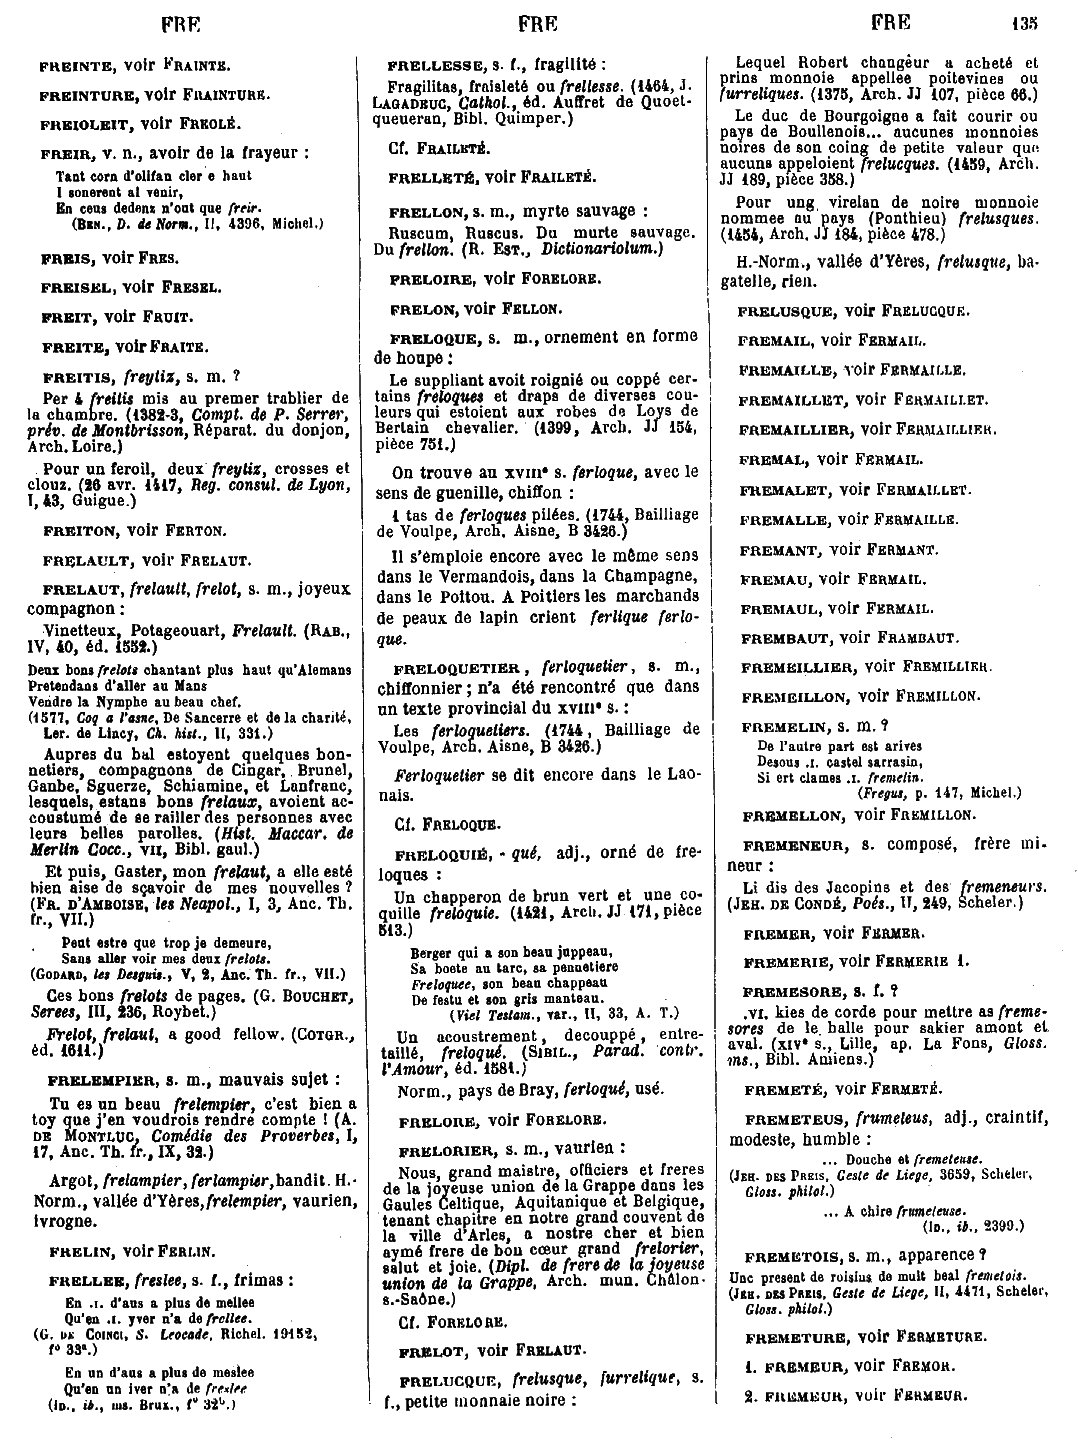 FRE
FRE
FRE
135
FREINTE, voir FRAINTE.
FREINTURE, voir FRAINTURE.
FREIOLEIT, voir FREOLÉ.
FREIR, v. n., avoir de la frayeur :
Tant corn d'olifan cler e haut
I sonerent al venir,
En ceus dedenz n'out que freir.
(BEN., D. de Norm., II, 4396, Michel.)
FREIS, voir FRES.
FREISEL, voir FRESEL.
FREIT, voir FRUIT.
FREITE, voir FRAITE.
FREITIS, freytiz, s. m. ?
Per 4 freitis mis au premer trablier de
la chambre. (1382-3, Compt. de P. Serrer,
prév. de Montbrisson, Réparat. du donjon,
Arch. Loire.)
Pour un feroil, deux freytiz, crosses et
clouz. (26 avr. 1417, Reg. consul. de Lyon,
I, 43, Guigue.)
FREITON, voir FERTON.
FRELAULT, voir FRELAUT.
FRELAUT, frelault, frelot, s. m., joyeux
compagnon :
Vinetteux, Potageouart, Frelault. (RAB.,
IV, 40, éd. 1552.)
Deux bons frelots chantant plus haut qu'Alemans
Pretendans d'aller au Mans
Vendre la Nymphe au beau chef.
(1577, Coq a l'asne, De Sancerre et de la charité,
Ler. de Lincy, Ch. hist., II, 331.)
Aupres du bal estoyent quelques bon-
netiers, compagnons de Cingar, Brunel,
Ganbe, Sguerze, Schiamine, et Lanfranc,
lesquels, estans bons frelaux, avoient ac-
coustumé de se railler des personnes avec
leurs belles parolles. (Hist. Maccar. de
Merlin Cocc., VII, Bibl. gaul.)
Et puis, Gaster, mon frelaut, a elle esté
bien aise de sçavoir de mes nouvelles ?
(FR. D'AMBOISE, les Neapol., I, 3, Anc. Th.
fr., VII.)
Peut estre que trop je demeure,
Sans aller voir mes deux frelots.
(GODARD, les Desguis., V, 2, Anc. Th. fr., VII.)
Ces bons frelots de pages. (G. BOUCHET,
Serees, III, 236, Roybet.)
Frelot, frelaut, a good fellow. (COTGR.,
éd. 1611.)
FRELEMPIER, s. m., mauvais sujet :
Tu es un beau frelempier, c'est bien a
toy que j'en voudrois rendre compte ! (A.
DE MONTLUC, Comédie des Proverbes, I,
17, Anc. Th. fr., IX, 32.)
Argot, frelampier, ferlampier, bandit. H.-
Norm., vallée d'Yères, frelempier, vaurien,
ivrogne.
FRELIN, voir FERLIN.
FRELLEE, freslee, s. f., frimas :
En .I. d'aus a plus de mellee
Qu'en .I. yver n'a de frellee.
(G. DE COINCI, S. Leocade, Richel. 19152,
f° 33ª.)
En un d'aus a plus de meslee
Qu'en un iver n'a de freslee
(ID., ib., ms. Brux., f° 32ᵇ.)
FRELLESSE, s. f., fragilité :
Fragilitas, fraisleté ou frellesse. (1464, J.
LAGADEUC, Cathol., éd. Auffret de Quoet-
queueran, Bibl. Quimper.)
Cf. FRAILETÉ.
FRELLETÉ, voir FRAILETÉ.
FRELLON, s. m., myrte sauvage :
Ruscum, Ruscus. Du murte sauvage.
Du frellon. (R. EST., Dictionariolum.)
FRELOIRE, voir FORELORE.
FRELON, voir FELLON.
FRELOQUE, s. m., ornement en forme
de houpe :
Le suppliant avoit roignié ou coppé cer-
tains freloques et draps de diverses cou-
leurs qui estoient aux robes de Loys de
Bertain chevalier. (1399, Arch. JJ 154,
pièce 751.)
On trouve au XVIIIᵉ s. ferloque, avec le
sens de guenille, chiffon :
1 tas de ferloques pilées. (1744, Bailliage
de Voulpe, Arch. Aisne, B 3426.)
Il s'emploie encore avec le même sens
dans le Vermandois, dans la Champagne,
dans le Poitou. A Poitiers les marchands
de peaux de lapin crient ferlique ferlo-
que.
FRELOQUETIER, ferloquetier, s. m.,
chiffonnier ; n'a été rencontré que dans
un texte provincial du XVIIIᵉ s. :
Les ferloquetiers. (1744, Bailliage de
Voulpe, Arch. Aisne, B 3426.)
Ferloquetier se dit encore dans le Lao-
nais.
Cf. FRELOQUE.
FRELOQUIÉ, - qué, adj., orné de fre-
loques :
Un chapperon de brun vert et une co-
quille freloquie. (1421, Arch. JJ 171, pièce
513.)
Berger qui a son beau juppeau,
Sa boete au tarc, sa pennetiere
Freloquee, son beau chappeau
De festu et son gris manteau.
(Viel Testam., var., II, 33, A. T.)
Un acoustrement, decouppé, entre-
taillé, freloqué. (SIBIL., Parad. contr.
l'Amour, éd. 1581.)
Norm., pays de Bray, ferloqué, usé.
FRELORE, voir FORELORE.
FRELORIER, s. m., vaurien :
Nous, grand maistre, officiers et freres
de la joyeuse union de la Grappe dans les
Gaules Celtique, Aquitanique et Belgique,
tenant chapitre en notre grand couvent de
la ville d'Arles, a nostre cher et bien
aymé frere de bon cœur grand frelorier,
salut et joie. (Dipl. de frere de la joyeuse
union de la Grappe, Arch. mun. Châlon-
s.-Saône.)
Cf. FORELORE.
FRELOT, voir FRELAUT.
FRELUCQUE, frelusque, furrelique, s.
f., petite monnaie noire :
Lequel Robert changeur a acheté et
prins monnoie appellee poitevines ou
furreliques. (1375, Arch. JJ 107, pièce 66.)
Le duc de Bourgoigne a fait courir ou
pays de Boullenois... aucunes monnoies
noires de son coing de petite valeur que
aucuns appeloient frelucques. (1459, Arch.
JJ 189, pièce 358.)
Pour ung virelan de noire monnoie
nommee au pays (Ponthieu) frelusques.
(1454, Arch. JJ 184, pièce 478.)
H.-Norm., vallée d'Yères, frelusque, ba-
gatelle, rien.
FRELUSQUE, voir FRELUCQUE.
FREMAIL, voir FERMAIL.
FREMAILLE, voir FERMAILLE.
FREMAILLET, voir FERMAILLET.
FREMAILLIER, voir FERMAILLIER.
FREMAL, voir FERMAIL.
FREMALET, voir FERMAILLET.
FREMALLE, voir FERMAILLE.
FREMANT, voir FERMANT.
FREMAU, voir FERMAIL.
FREMAUL, voir FERMAIL.
FREMBAUT, voir FRAMBAUT.
FREMEILLIER, voir FREMILLIER.
FREMEILLON, voir FREMILLON.
FREMELIN, s. m. ?
De l'autre part est arives
Desous .I. castel sarrasin,
Si ert clames .I. fremelin.
(Fregus, p. 147, Michel.)
FREMELLON, voir FREMILLON.
FREMENEUR, s. composé, frère mi-
neur :
Li dis des Jacopins et des fremeneurs.
(JEH. DE CONDÉ, Poés., II, 249, Scheler.)
FREMER, voir FERMER.
FREMERIE, voir FERMERIE 1.
FREMESORE, s. f. ?
.VI. kies de corde pour mettre as freme-
sores de le balle pour sakier amont et
aval. (XIVᵉ s., Lille, ap. La Fons, Gloss.
ms., Bibl. Amiens.)
FREMETÉ, voir FERMETÉ.
FREMETEUS, frumeteus, adj., craintif,
modeste, humble :
... Douche et fremeteuse.
(JEH. DES PREIS, Geste de Liege, 3659, Scheler,
Gloss. philol.)
... A chire frumeteuse.
(ID., ib., 2399.)
FREMETOIS, s. m., apparence ?
Unc present de roisins de mult beal fremetois.
(JEH. DES PREIS, Geste de Liege, II, 4471, Scheler,
Gloss. philol.)
FREMETURE, voir FERMETURE.
1. FREMEUR, voir FREMOR.
2. FREMEUR, voir FERMEUR.